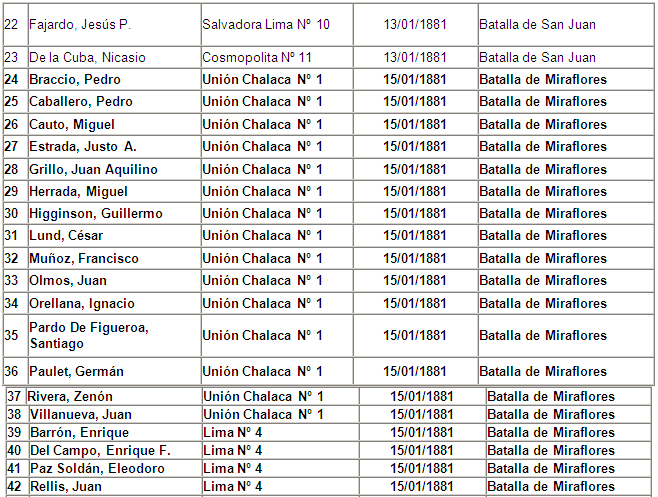 22 Fajardo, Jesús P. Salvadora Lima Nº 10 13/01/1881 Batalla de San Juan
23 De la Cuba, Nicasio Cosmopolita Nº 11 13/01/1881 Batalla de San Juan
24 Braccio, Pedro Unión Chalaca Nº 1 15/01/1881 Batalla de Miraflores
25 Caballero, Pedro Unión Chalaca Nº 1 15/01/1881 Batalla de Miraflores
26 Cauto, Miguel Unión Chalaca Nº 1 15/01/1881 Batalla de Miraflores
27 Estrada, Justo A. Unión Chalaca Nº 1 15/01/1881 Batalla de Miraflores
28 Grillo, Juan Aquilino Unión Chalaca Nº 1 15/01/1881 Batalla de Miraflores
29 Herrada, Miguel Unión Chalaca Nº 1 15/01/1881 Batalla de Miraflores
30 Higginson, Guillermo Unión Chalaca Nº 1 15/01/1881 Batalla de Miraflores
31 Lund, César Unión Chalaca Nº 1 15/01/1881 Batalla de Miraflores
32 Muñoz, Francisco Unión Chalaca Nº 1 15/01/1881 Batalla de Miraflores
33 Olmos, Juan Unión Chalaca Nº 1 15/01/1881 Batalla de Miraflores
34 Orellana, Ignacio Unión Chalaca Nº 1 15/01/1881 Batalla de Miraflores
35 Pardo De Figueroa,
Santiago Unión Chalaca Nº 1 15/01/1881 Batalla de Miraflores
36 Paulet, Germán Unión Chalaca Nº 1 15/01/1881 Batalla de Miraflores
37 Rivera, Zenón Unión Chalaca Nº 1 15/01/1881 Batalla de Miraflores
38 Villanueva, Juan Unión Chalaca Nº 1 15/01/1881 Batalla de Miraflores
39 Barrón, Enrique Lima Nº 4 15/01/1881 Batalla de Miraflores
40 Del Campo, Enrique F. Lima Nº 4 15/01/1881 Batalla de Miraflores
41 Paz Soldán, Eleodoro Lima Nº 4 15/01/1881 Batalla de Miraflores
42 Rellis, Juan Lima Nº 4 15/01/1881 Batalla de Miraflores